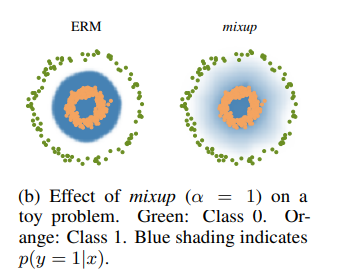 ERM
mixup
(b) Effect of mixup (α = 1) on a
toy problem. Green: Class 0. Or-
ange: Class 1. Blue shading indicates
p(y = 1|x).